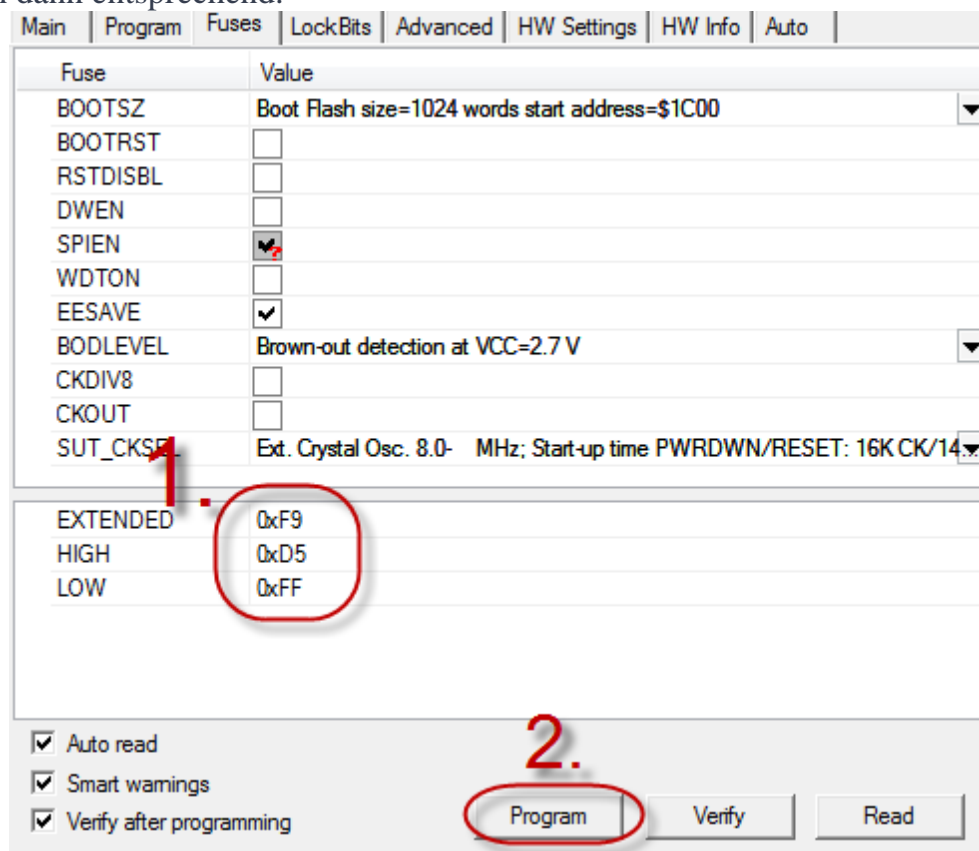 dann entsprechend.
Main Program Fuses LockBits Advanced HW Settings HW Info Auto
Fuse Value
BOOTSZ Boot Flash size=1024 words start address=$1C00
BOOTRST
RSTDISBL
DWEN
SPIEN ?
WDTON
EESAVE
BODLEVEL Brown-out detection at VCC=2.7 V
CKDIV8
CKOUT
SUT_CKSEL Ext. Crystal Osc. 8.0- MHz; Start-up time PWRDWN/RESET: 16K CK/14...
1.
EXTENDED 0xF9
HIGH 0xD5
LOW 0xFF
Auto read
Smart warnings
Verify after programming
2.
Program Verify Read